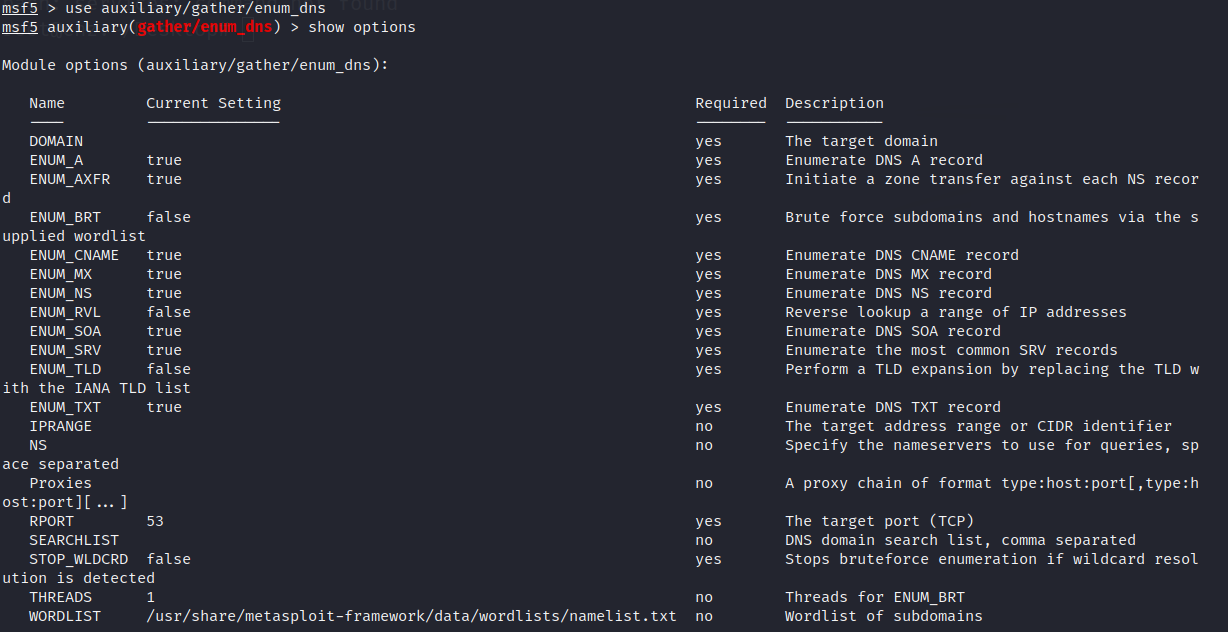 msf5 > use auxiliary/gather/enum_dns
msf5 auxiliary(gather/enum_dns) > show options
Module options (auxiliary/gather/enum_dns):
Name Current Setting Required Description
DOMAIN yes The target domain
ENUM_A true yes Enumerate DNS A record
ENUM_AXFR true yes Initiate a zone transfer against each NS recor
d
ENUM_BRT false yes Brute force subdomains and hostnames via the s
upplied wordlist
ENUM_CNAME true yes Enumerate DNS CNAME record
ENUM_MX true yes Enumerate DNS MX record
ENUM_NS true yes Enumerate DNS NS record
ENUM_RVL false yes Reverse lookup a range of IP addresses
ENUM_SOA true yes Enumerate DNS SOA record
ENUM_SRV true yes Enumerate the most common SRV records
ENUM_TLD false yes Perform a TLD expansion by replacing the TLD w
ith the IANA TLD list
ENUM_TXT true yes Enumerate DNS TXT record
IPRANGE no The target address range or CIDR identifier
NS no Specify the nameservers to use for queries, sp
ace separated
Proxies no A proxy chain of format type:host:port[,type:h
ost:port][...]
RPORT 53 yes The target port (TCP)
SEARCHLIST no DNS domain search list, comma separated
STOP_WLDCRD false yes Stops bruteforce enumeration if wildcard resol
ution is detected
THREADS 1 no Threads for ENUM_BRT
WORDLIST /usr/share/metasploit-framework/data/wordlists/namelist.txt no Wordlist of subdomains